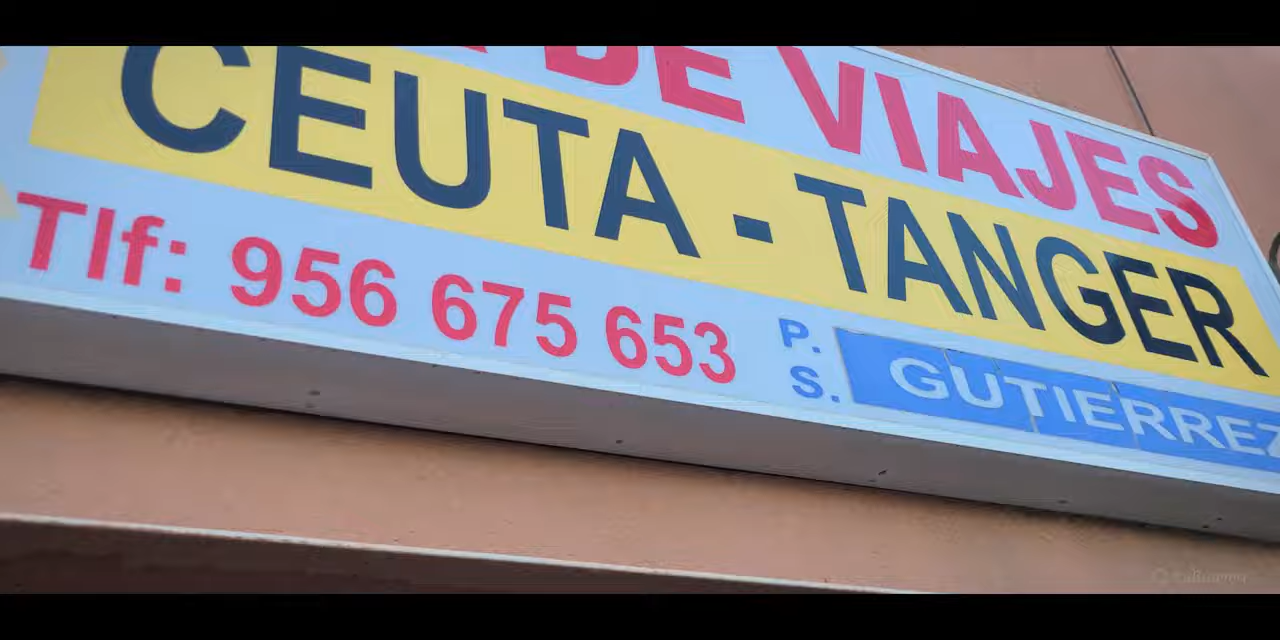 DE VIAJES
CEUTA - TANGER
Tlf: 956 675 653
P.
S.
GUTIERREZ